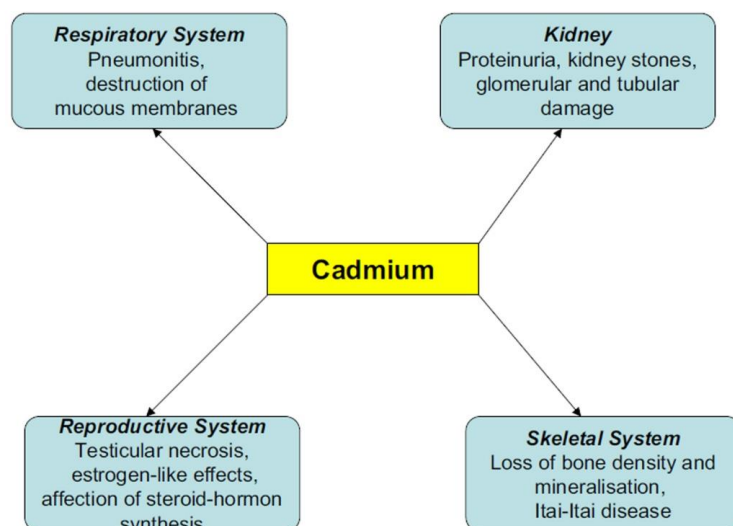 Respiratory System
Pneumonitis,
destruction of
mucous membranes
Kidney
Proteinuria, kidney stones,
glomerular and tubular
damage
Cadmium
Reproductive System
Testicular necrosis,
estrogen-like effects,
affection of steroid-hormon
synthesis
Skeletal System
Loss of bone density and
mineralisation,
Itai-Itai disease